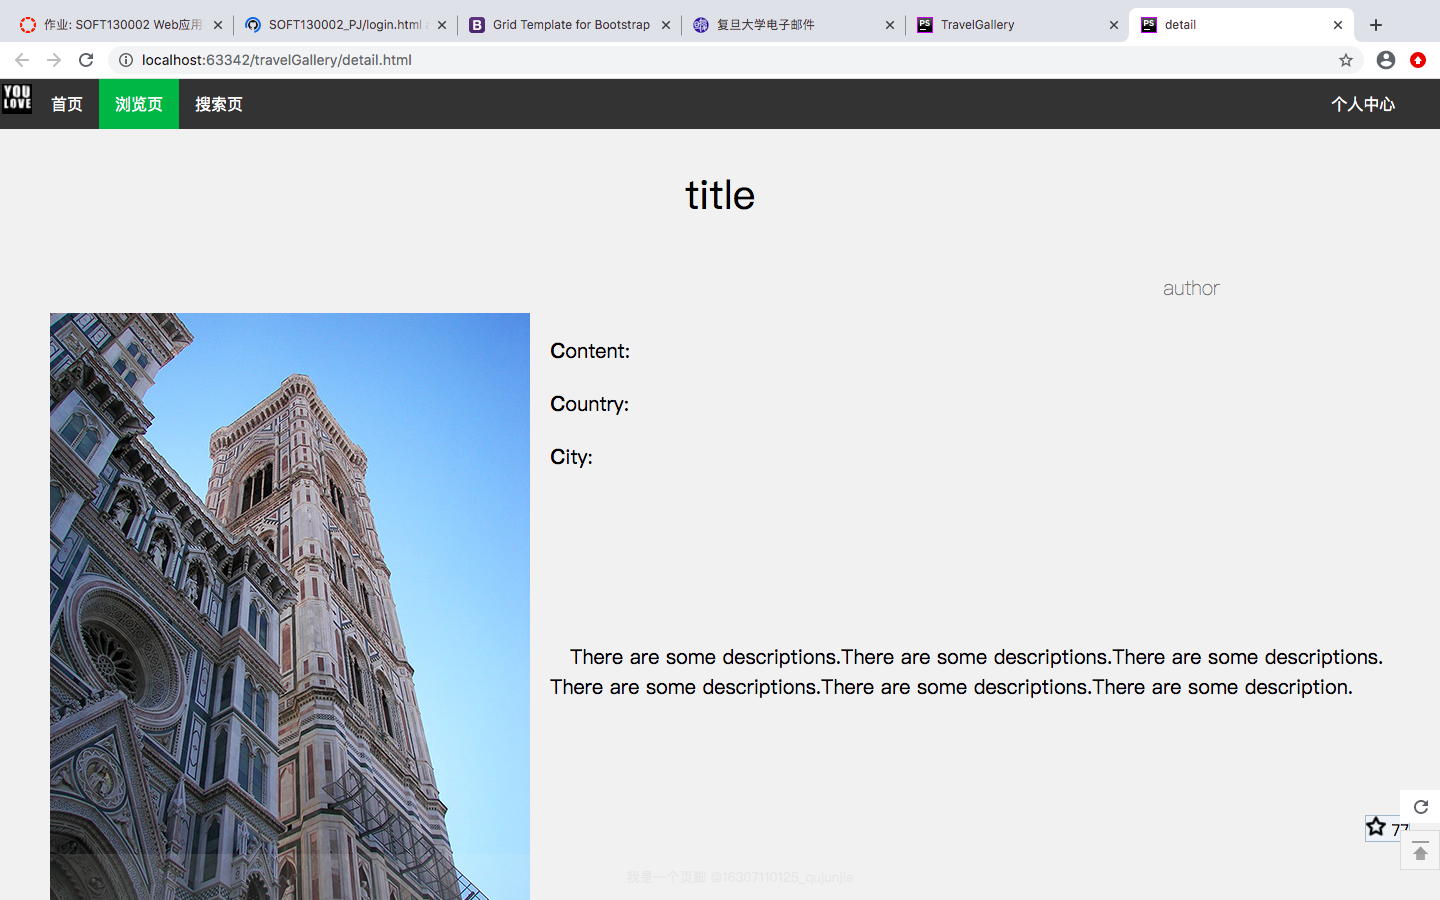 作业: SOFT130002 Web应用
SOFT130002_PJ/login.html a
Grid Template for Bootstrap
复旦大学电子邮件
TravelGallery
detail
localhost:63342/travelGallery/detail.html
YOU
LOVE
首页
浏览页
搜索页
个人中心
title
author
Content:
Country:
City:
There are some descriptions.There are some descriptions.There are some descriptions.
There are some descriptions.There are some descriptions.There are some description.
77
我是一个页脚 @16307110125_qujunjie